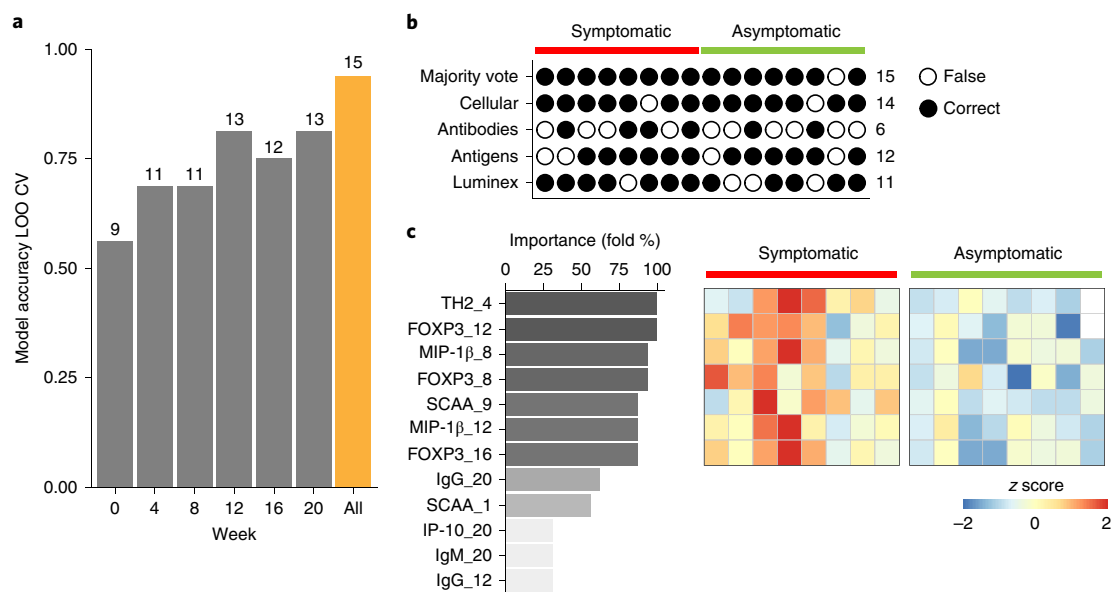 a
Model accuracy LOO CV
1.00
0.75
0.50
0.25
0.00
9
11
11
13
12
13
15
0
4
8
12
16
20
All
Week
b
Symptomatic
Asymptomatic
Majority vote
15
Cellular
14
Antibodies
6
Antigens
12
Luminex
11
False
Correct
c
Importance (fold %)
0
25
50
75
100
TH2_4
FOXP3_12
MIP-1β_8
FOXP3_8
SCAA_9
MIP-1β_12
FOXP3_16
IgG_20
SCAA_1
IP-10_20
IgM_20
IgG_12
Symptomatic
Asymptomatic
z score
−2
0
2